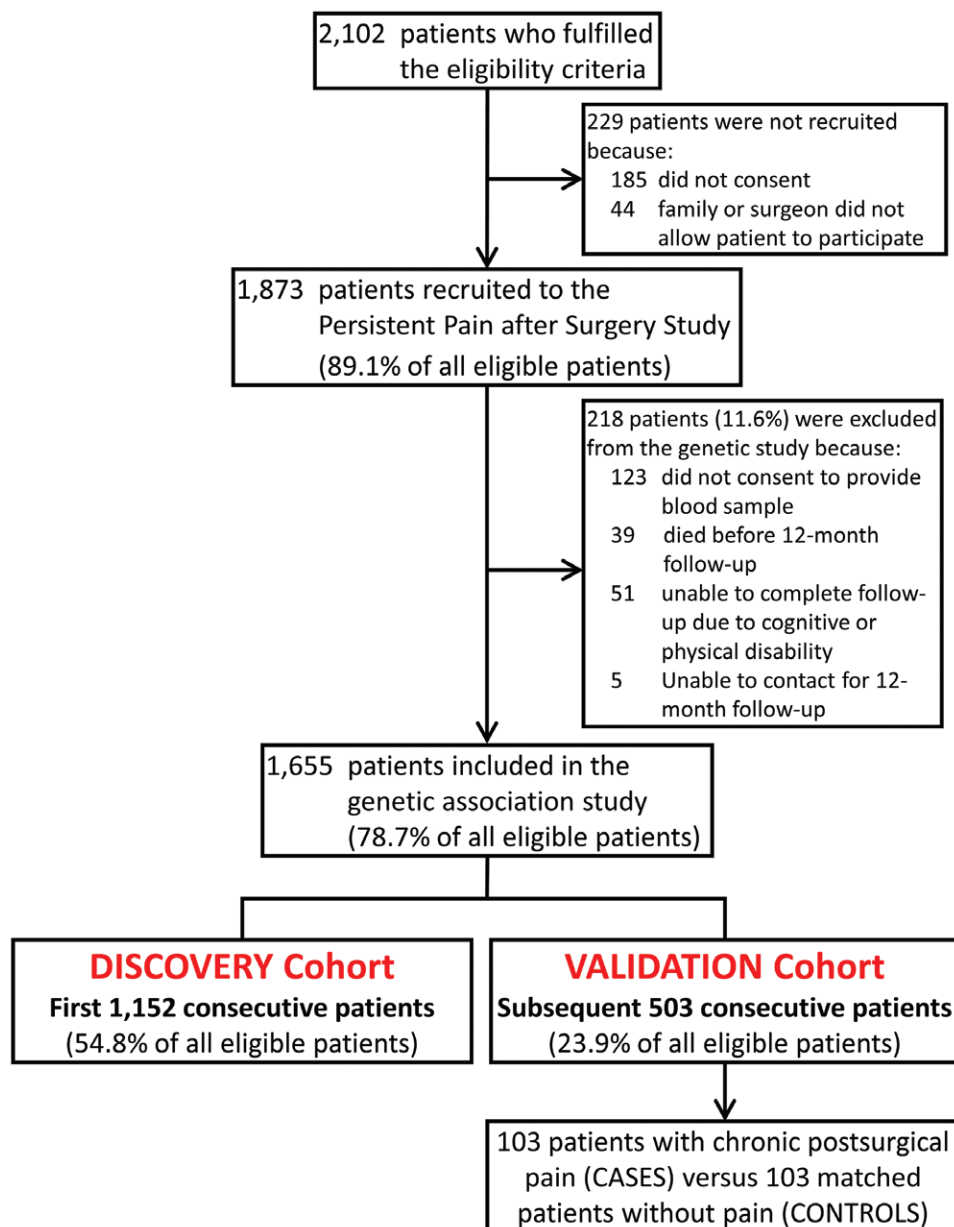 2,102 patients who fulfilled
the eligibility criteria
229 patients were not recruited
because:
185 did not consent
44 family or surgeon did not
allow patient to participate
1,873 patients recruited to the
Persistent Pain after Surgery Study
(89.1% of all eligible patients)
218 patients (11.6%) were excluded
from the genetic study because:
123 did not consent to provide
blood sample
39 died before 12-month
follow-up
51 unable to complete follow-
up due to cognitive or
physical disability
5 Unable to contact for 12-
month follow-up
1,655 patients included in the
genetic association study
(78.7% of all eligible patients)
DISCOVERY Cohort
First 1,152 consecutive patients
(54.8% of all eligible patients)
VALIDATION Cohort
Subsequent 503 consecutive patients
(23.9% of all eligible patients)
103 patients with chronic postsurgical
pain (CASES) versus 103 matched
patients without pain (CONTROLS)